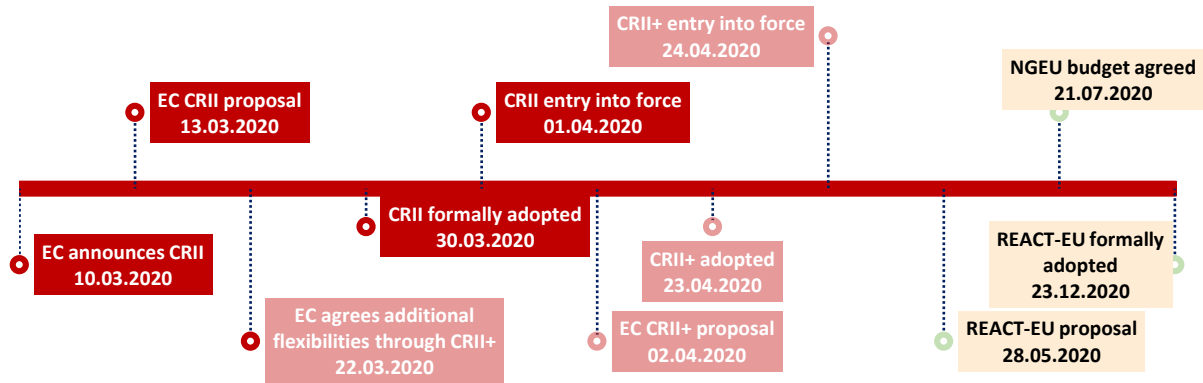 CRII+ entry into force
24.04.2020
NGEU budget agreed
21.07.2020
EC CRII proposal
13.03.2020
CRII entry into force
01.04.2020
CRII formally adopted
30.03.2020
EC announces CRII
10.03.2020
CRII+ adopted
23.04.2020
REACT-EU formally
adopted
23.12.2020
EC agrees additional
flexibilities through CRII+
22.03.2020
EC CRII+ proposal
02.04.2020
REACT-EU proposal
28.05.2020